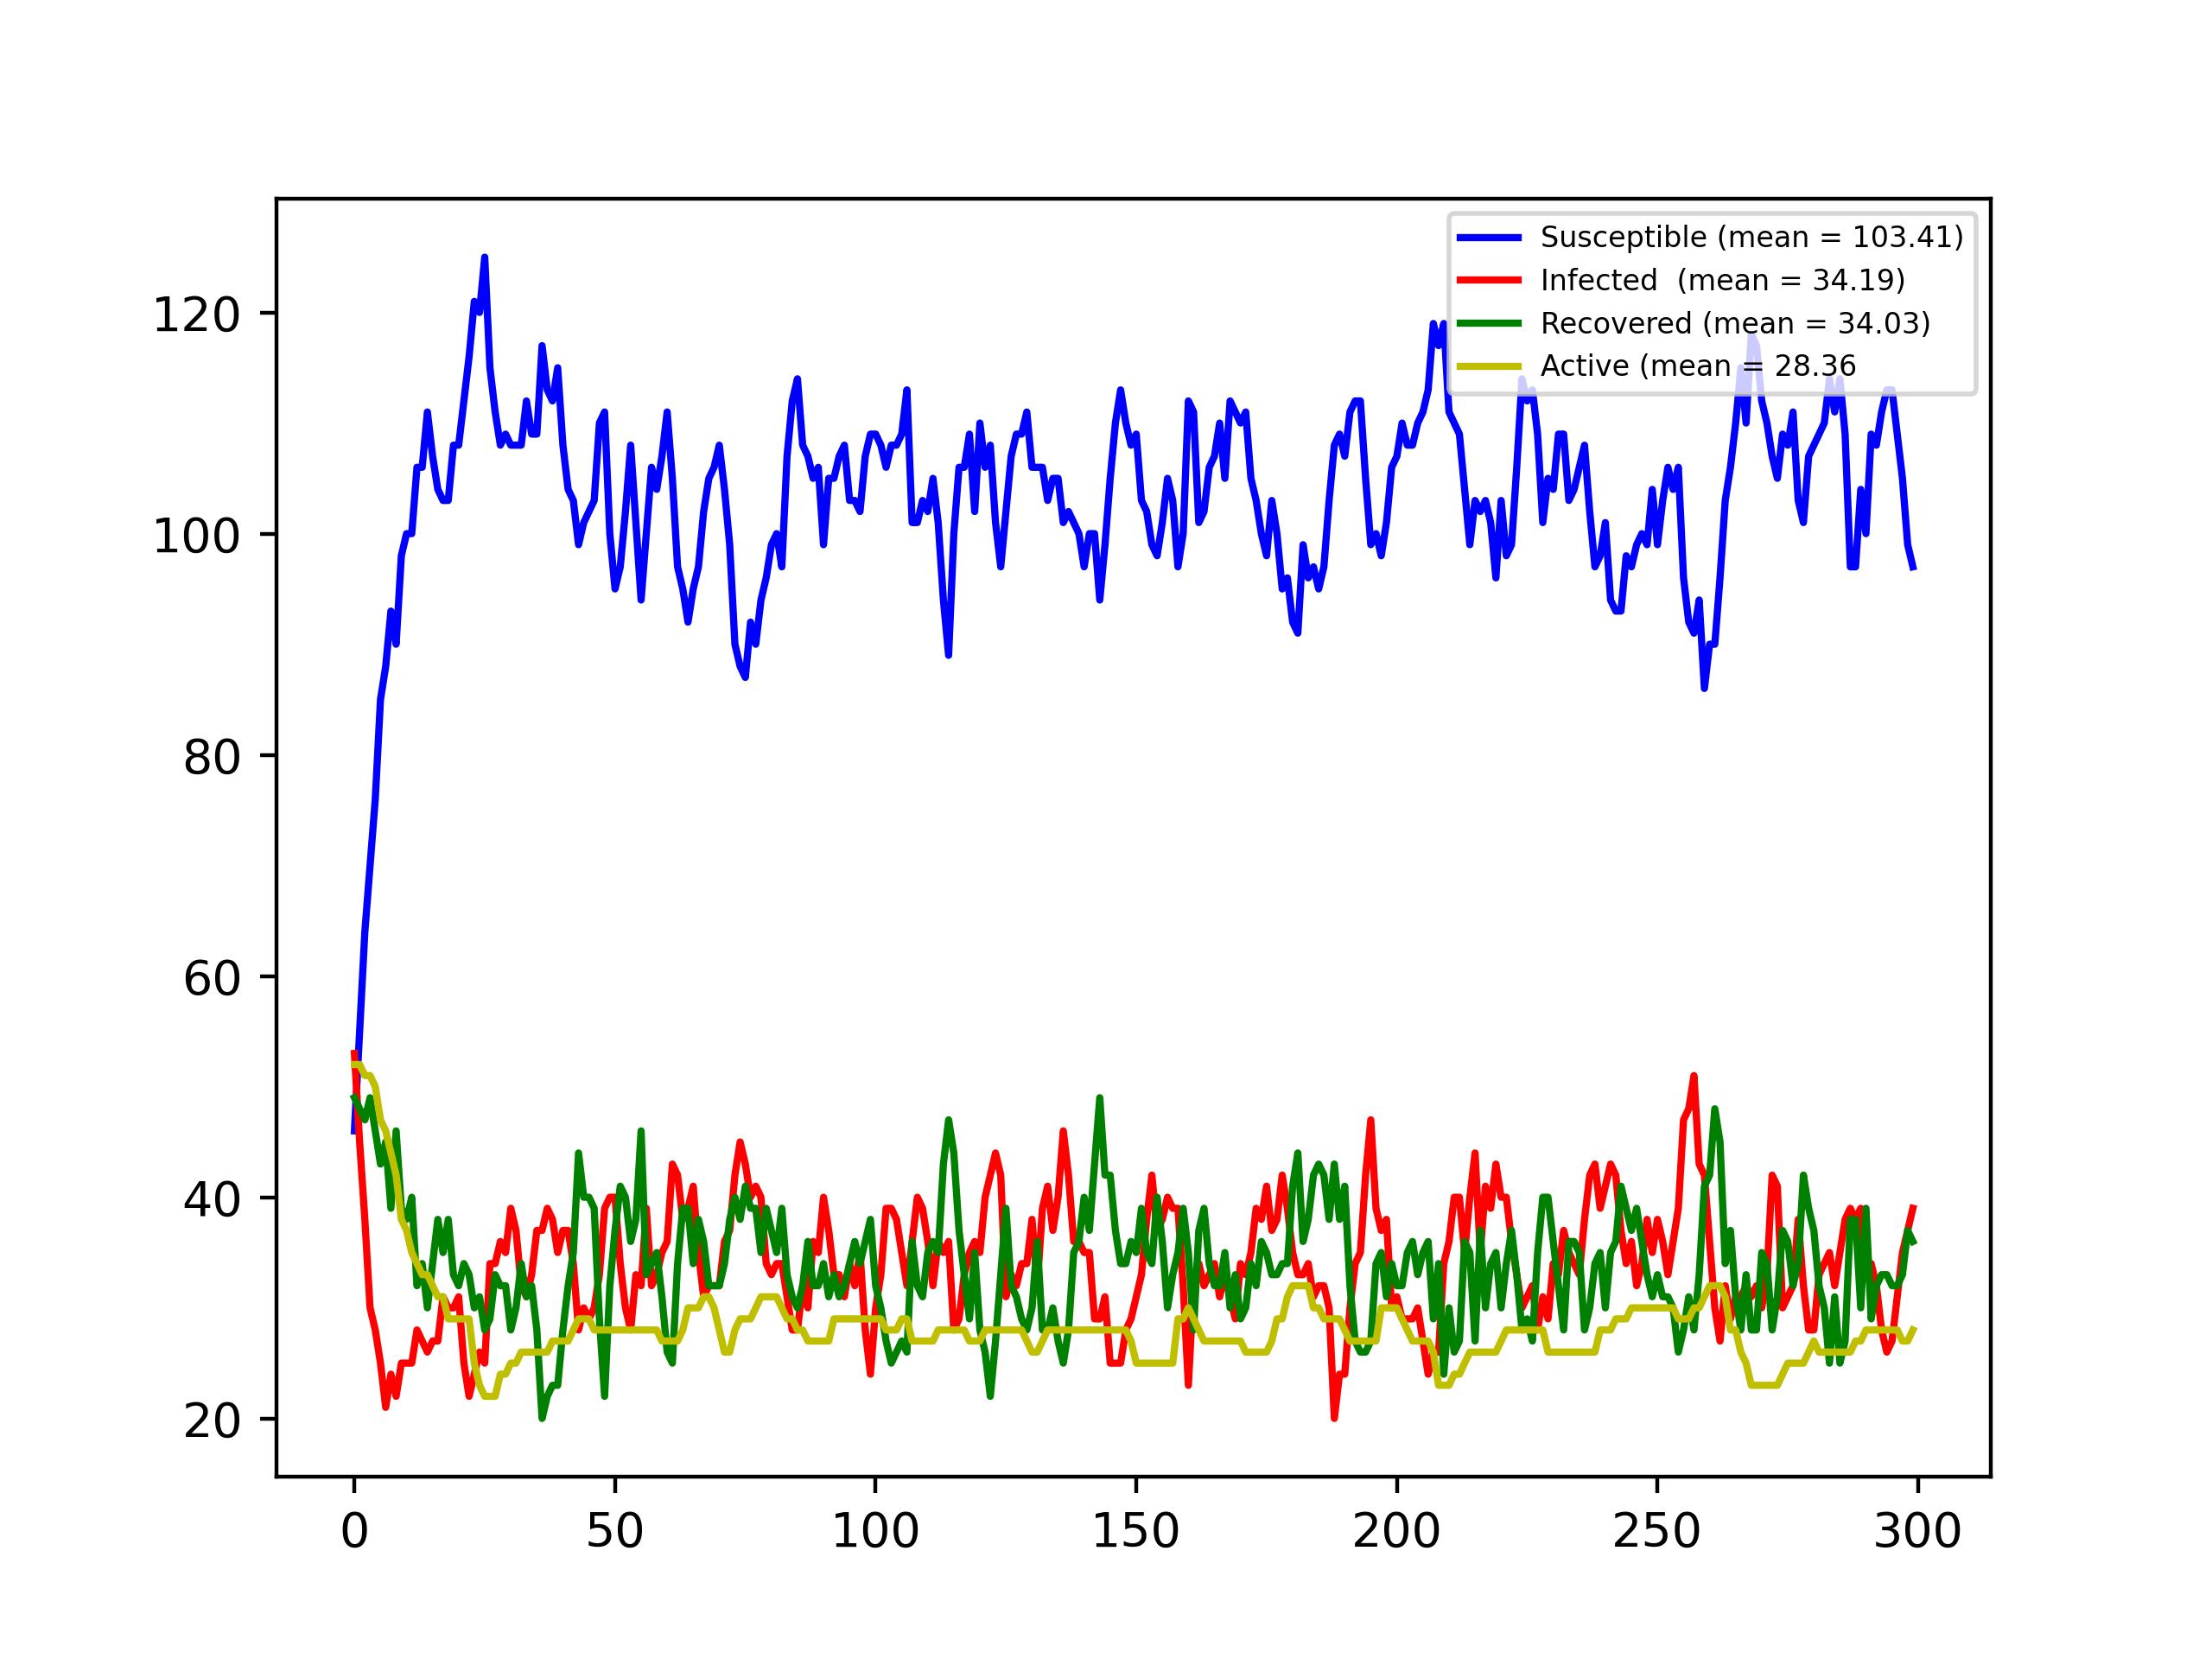 Susceptible (mean = 103.41)
Infected  (mean = 34.19)
Recovered (mean = 34.03)
Active (mean = 28.36
120
100
80
60
40
20
0 50 100 150 200 250 300